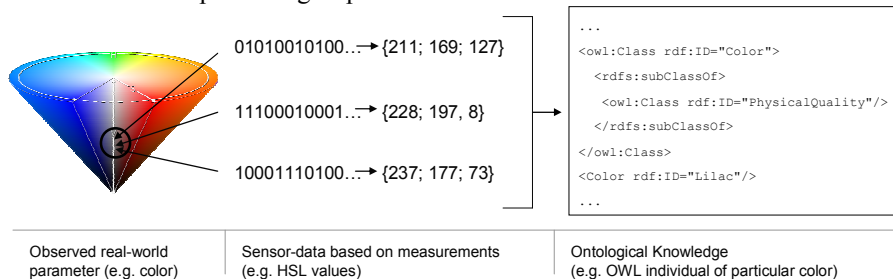 01010010100... {211; 169; 127}
11100010001... {228; 197, 8}
10001110100... {237; 177; 73}
...
<owl:Class rdf:ID="Color">
<rdfs:subClassOf>
<owl:Class rdf:ID="PhysicalQuality"/>
</rdfs:subClassOf>
</owl:Class>
<Color rdf:ID="Lilac"/>
...
Observed real-world
parameter (e.g. color)
Sensor-data based on measurements
(e.g. HSL values)
Ontological Knowledge
(e.g. OWL individual of particular color)